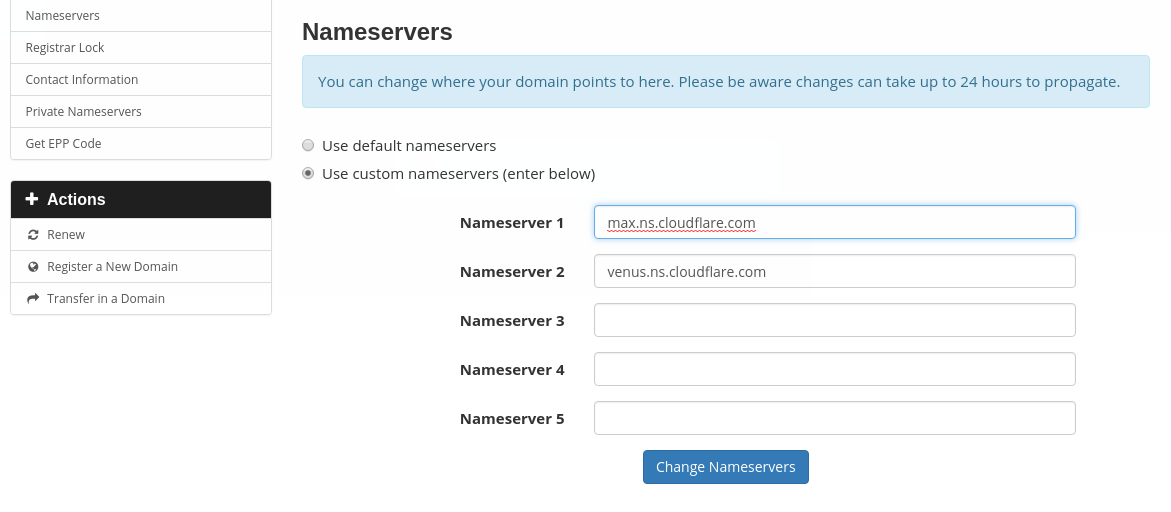 Nameservers
Registrar Lock
Contact Information
Private Nameservers
Get EPP Code
Actions
Renew
Register a New Domain
Transfer in a Domain
Nameservers
You can change where your domain points to here. Please be aware changes can take up to 24 hours to propagate.
Use default nameservers
Use custom nameservers (enter below)
Nameserver 1 max.ns.cloudflare.com
Nameserver 2 venus.ns.cloudflare.com
Nameserver 3
Nameserver 4
Nameserver 5
Change Nameservers